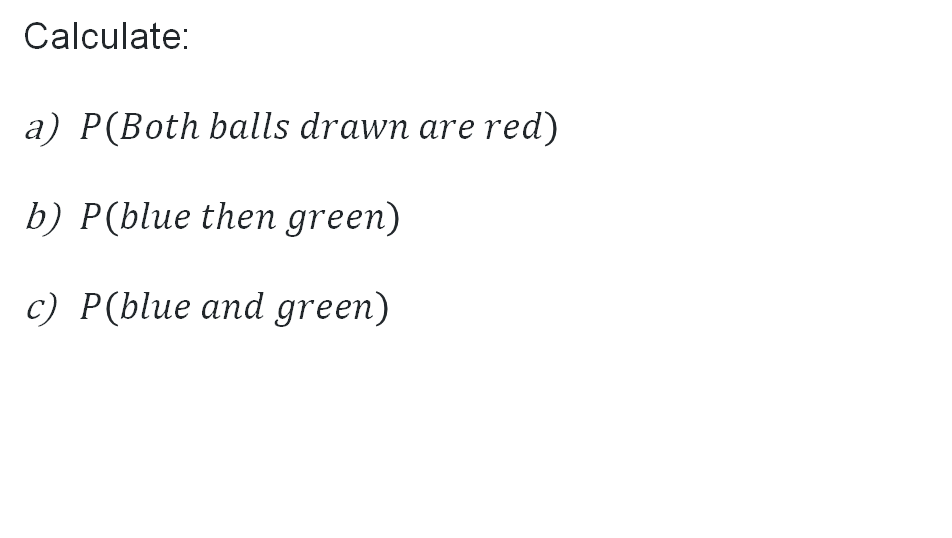 Calculate:
a) P(Both balls drawn are red)
b) P(blue then green)
c) P(blue and green)